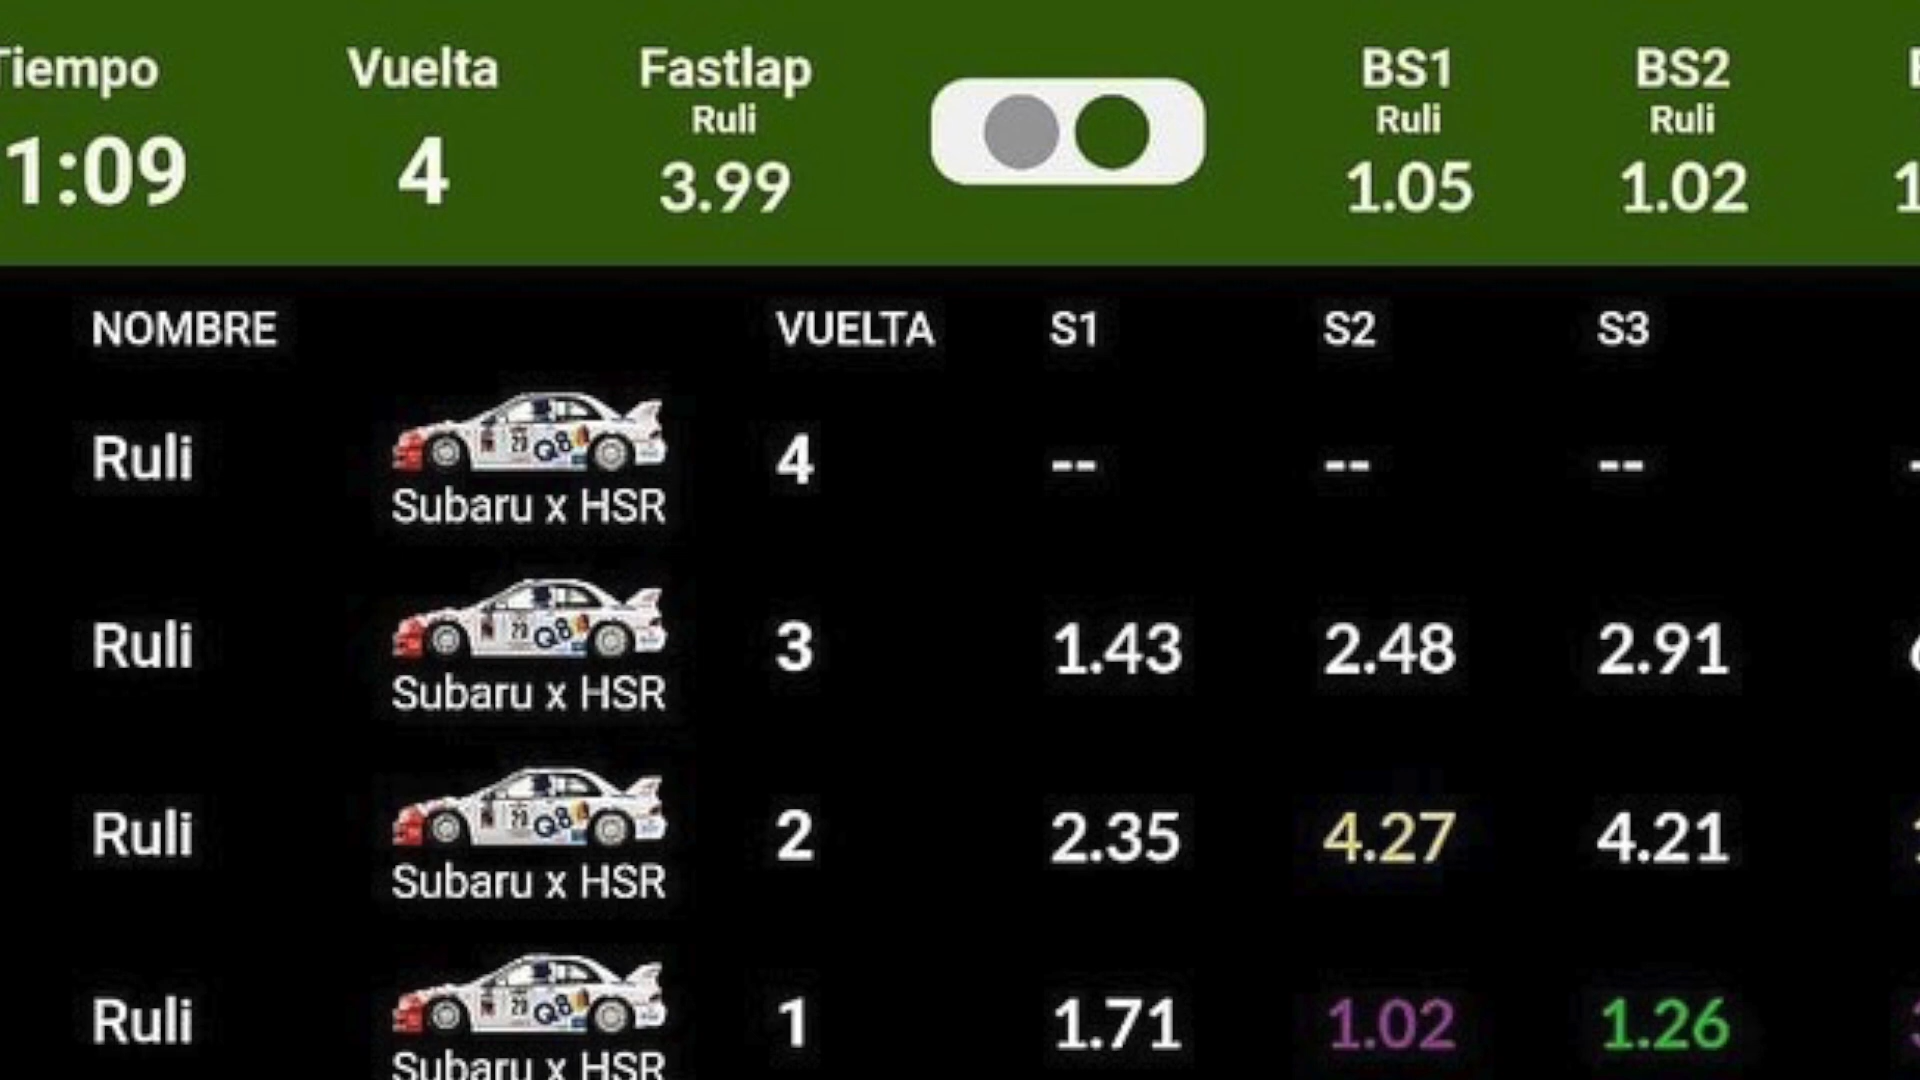 Tiempo Vuelta Fastlap BS1 BS2
Ruli Ruli Ruli
1:09 4 3.99 1.05 1.02
NOMBRE VUELTA S1 S2 S3
Ruli 4 -- -- --
Subaru x HSR
Ruli 3 1.43 2.48 2.91
Subaru x HSR
Ruli 2 2.35 4.27 4.21
Subaru x HSR
Ruli 1 1.71 1.02 1.26
Subaru x HSR